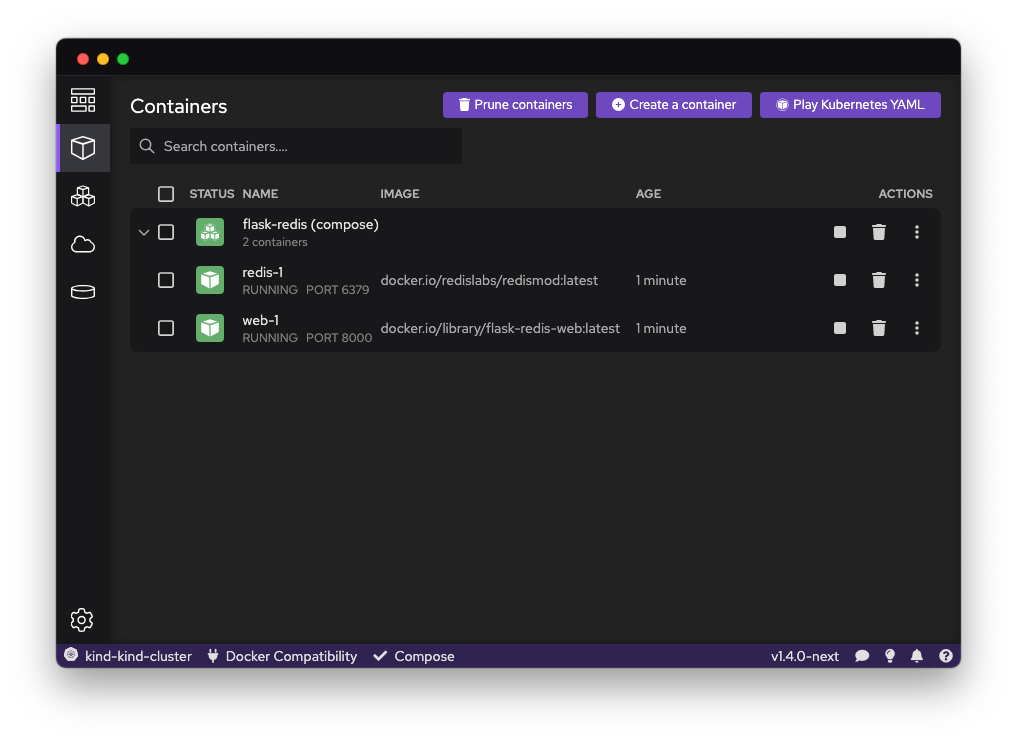 Containers
Prune containers
Create a container
Play Kubernetes YAML
Search containers....
STATUS NAME IMAGE AGE ACTIONS
flask-redis (compose)
2 containers
redis-1
RUNNING PORT 6379 docker.io/redislabs/redismod:latest 1 minute
web-1
RUNNING PORT 8000 docker.io/library/flask-redis-web:latest 1 minute
kind-kind-cluster Docker Compatibility Compose v1.4.0-next